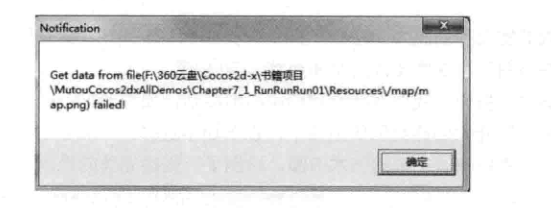 Notification
Get data from file(F:\360云盘\Cocos2d-x\书籍项目
\MutouCocos2dxAllDemos\Chapter7_1_RunRunRun01\Resources\/map/m
ap.png) failed!
确定